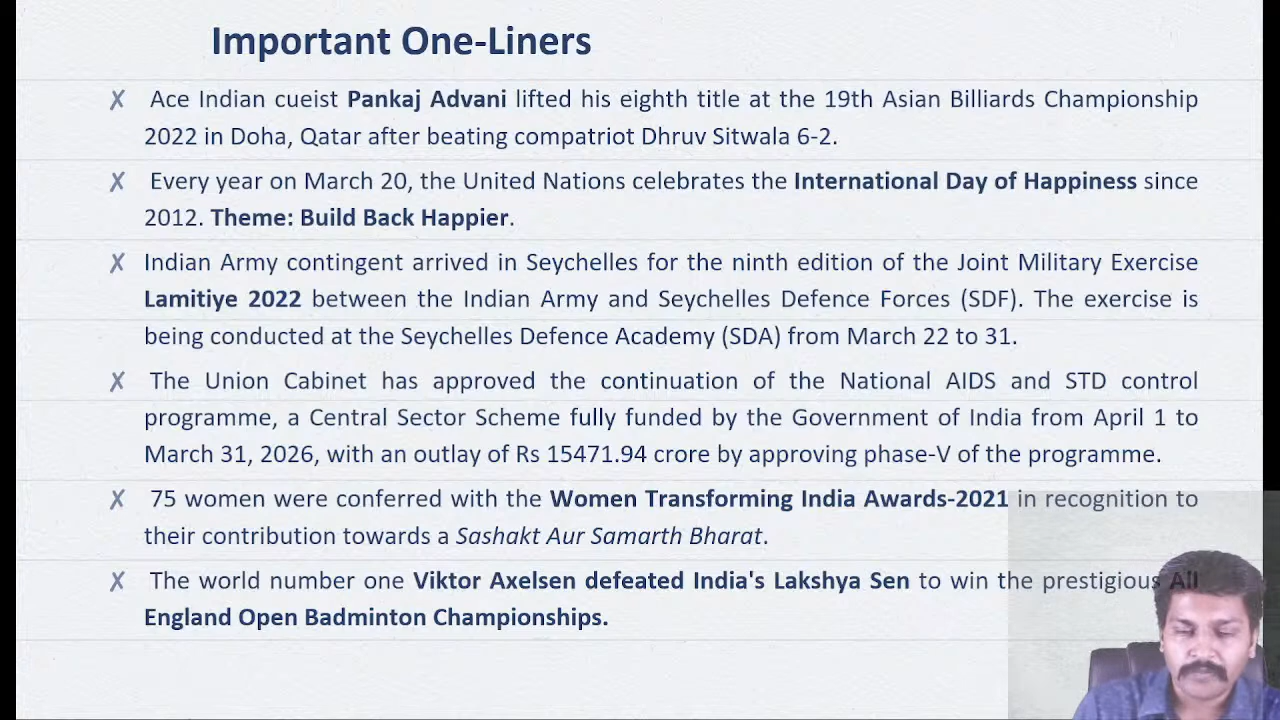 Important One-Liners
✗ Ace Indian cueist Pankaj Advani lifted his eighth title at the 19th Asian Billiards Championship
2022 in Doha, Qatar after beating compatriot Dhruv Sitwala 6-2.
✗ Every year on March 20, the United Nations celebrates the International Day of Happiness since
2012. Theme: Build Back Happier.
✗ Indian Army contingent arrived in Seychelles for the ninth edition of the Joint Military Exercise
Lamitiye 2022 between the Indian Army and Seychelles Defence Forces (SDF). The exercise is
being conducted at the Seychelles Defence Academy (SDA) from March 22 to 31.
✗ The Union Cabinet has approved the continuation of the National AIDS and STD control
programme, a Central Sector Scheme fully funded by the Government of India from April 1 to
March 31, 2026, with an outlay of Rs 15471.94 crore by approving phase-V of the programme.
✗ 75 women were conferred with the Women Transforming India Awards-2021 in recognition to
their contribution towards a Sashakt Aur Samarth Bharat.
✗ The world number one Viktor Axelsen defeated India's Lakshya Sen to win the prestigious All
England Open Badminton Championships.